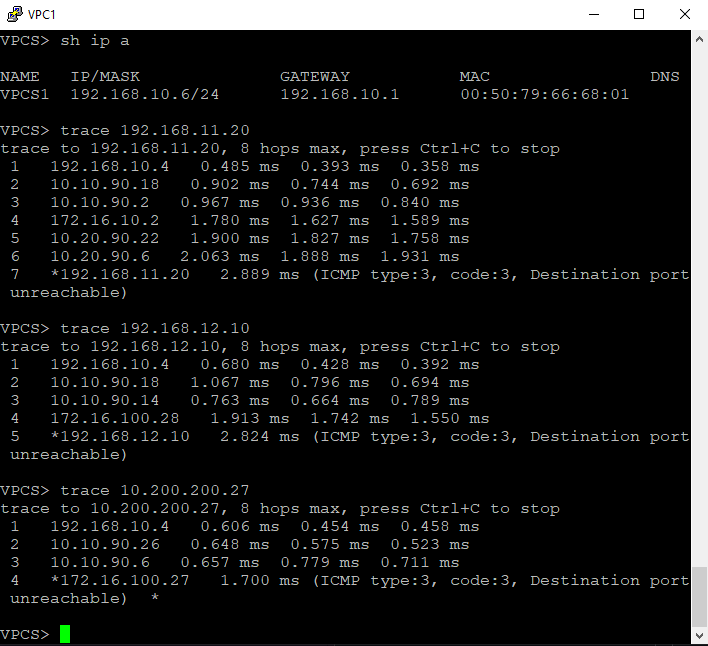 VPC1
VPCS> sh ip a
NAME   IP/MASK              GATEWAY           MAC                DNS
VPCS1  192.168.10.6/24      192.168.10.1      00:50:79:66:68:01
VPCS> trace 192.168.11.20
trace to 192.168.11.20, 8 hops max, press Ctrl+C to stop
 1   192.168.10.4   0.485 ms  0.393 ms  0.358 ms
 2   10.10.90.18   0.902 ms  0.744 ms  0.692 ms
 3   10.10.90.2   0.967 ms  0.936 ms  0.840 ms
 4   172.16.10.2   1.780 ms  1.627 ms  1.589 ms
 5   10.20.90.22   1.900 ms  1.827 ms  1.758 ms
 6   10.20.90.6   2.063 ms  1.888 ms  1.931 ms
 7   *192.168.11.20   2.889 ms (ICMP type:3, code:3, Destination port
 unreachable)
VPCS> trace 192.168.12.10
trace to 192.168.12.10, 8 hops max, press Ctrl+C to stop
 1   192.168.10.4   0.680 ms  0.428 ms  0.392 ms
 2   10.10.90.18   1.067 ms  0.796 ms  0.694 ms
 3   10.10.90.14   0.763 ms  0.664 ms  0.789 ms
 4   172.16.100.28   1.913 ms  1.742 ms  1.550 ms
 5   *192.168.12.10   2.824 ms (ICMP type:3, code:3, Destination port
 unreachable)
VPCS> trace 10.200.200.27
trace to 10.200.200.27, 8 hops max, press Ctrl+C to stop
 1   192.168.10.4   0.606 ms  0.454 ms  0.458 ms
 2   10.10.90.26   0.648 ms  0.575 ms  0.523 ms
 3   10.10.90.6   0.657 ms  0.779 ms  0.711 ms
 4   *172.16.100.27   1.700 ms (ICMP type:3, code:3, Destination port
 unreachable)  *
VPCS>